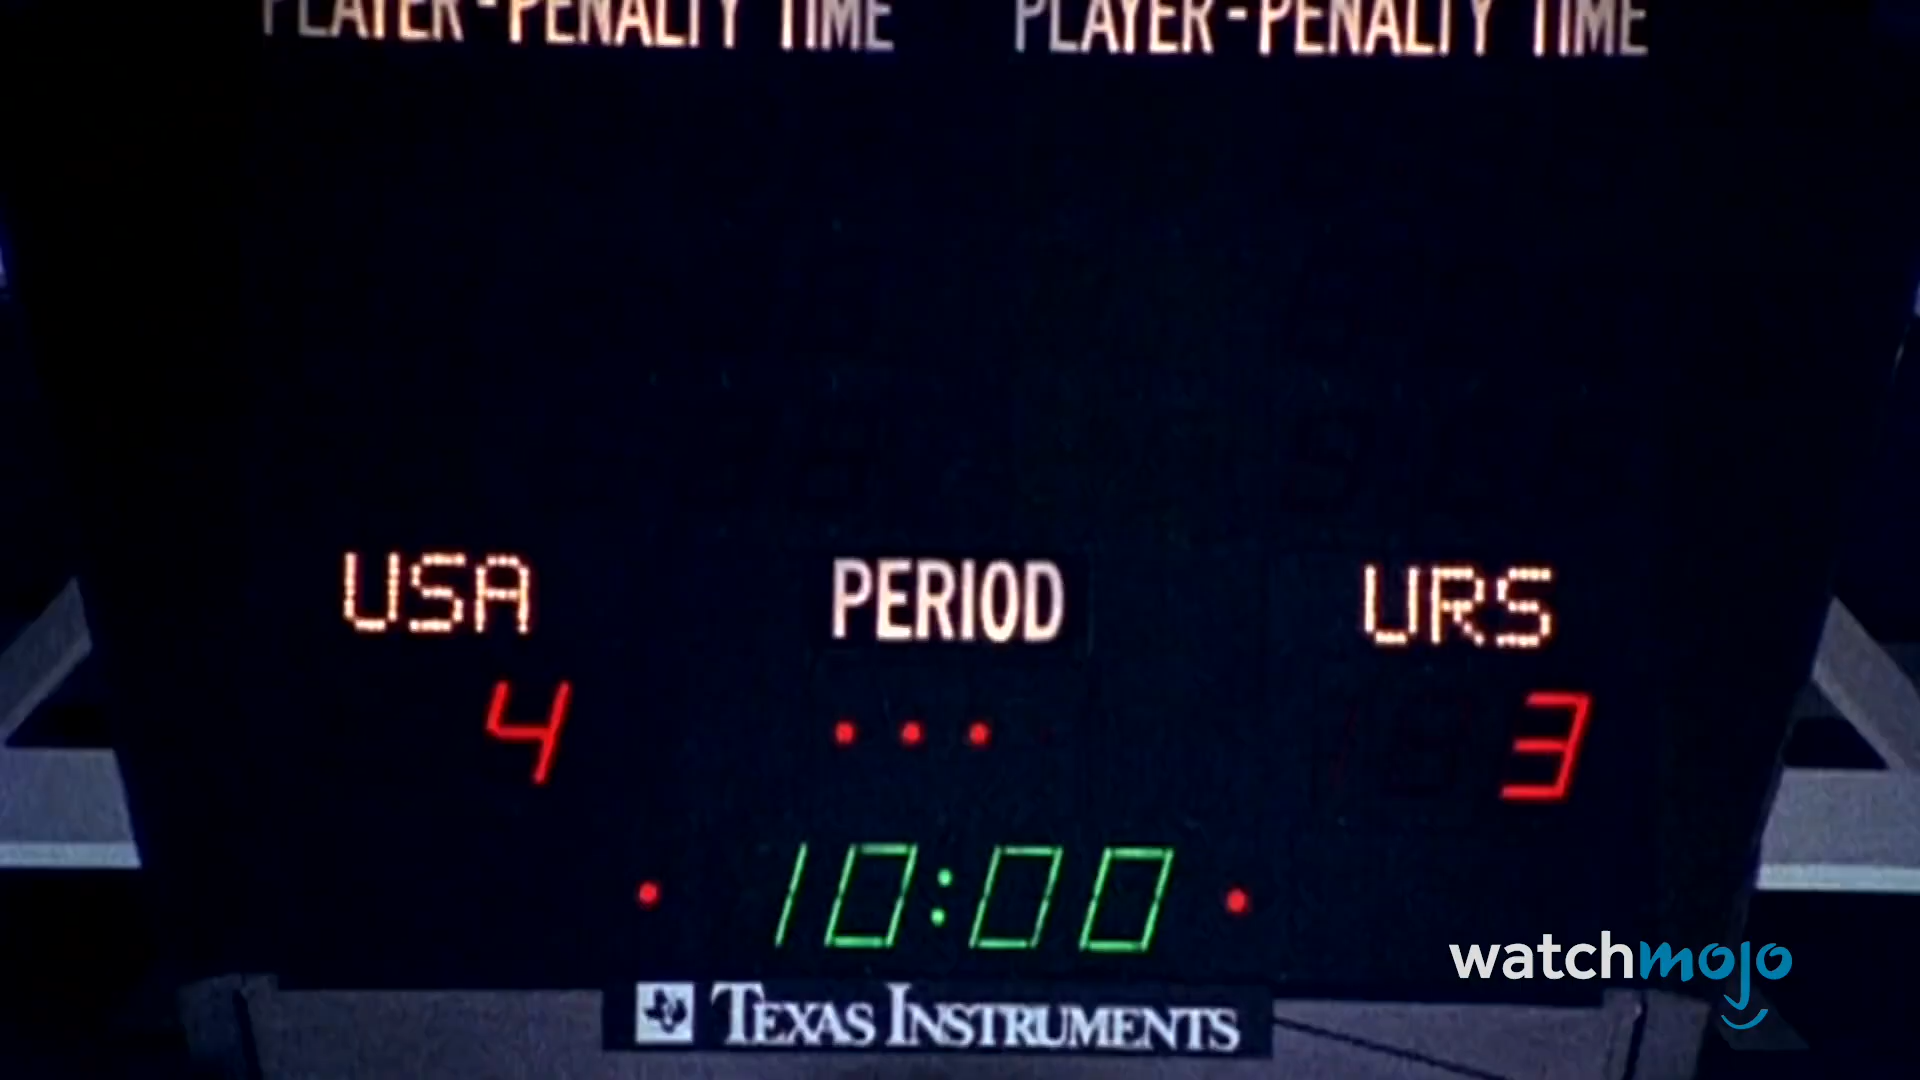 PLAYER-PENALTY TIME PLAYER-PENALTY TIME
USA PERIOD URS
4 3
10:00
TEXAS INSTRUMENTS
watchmojo